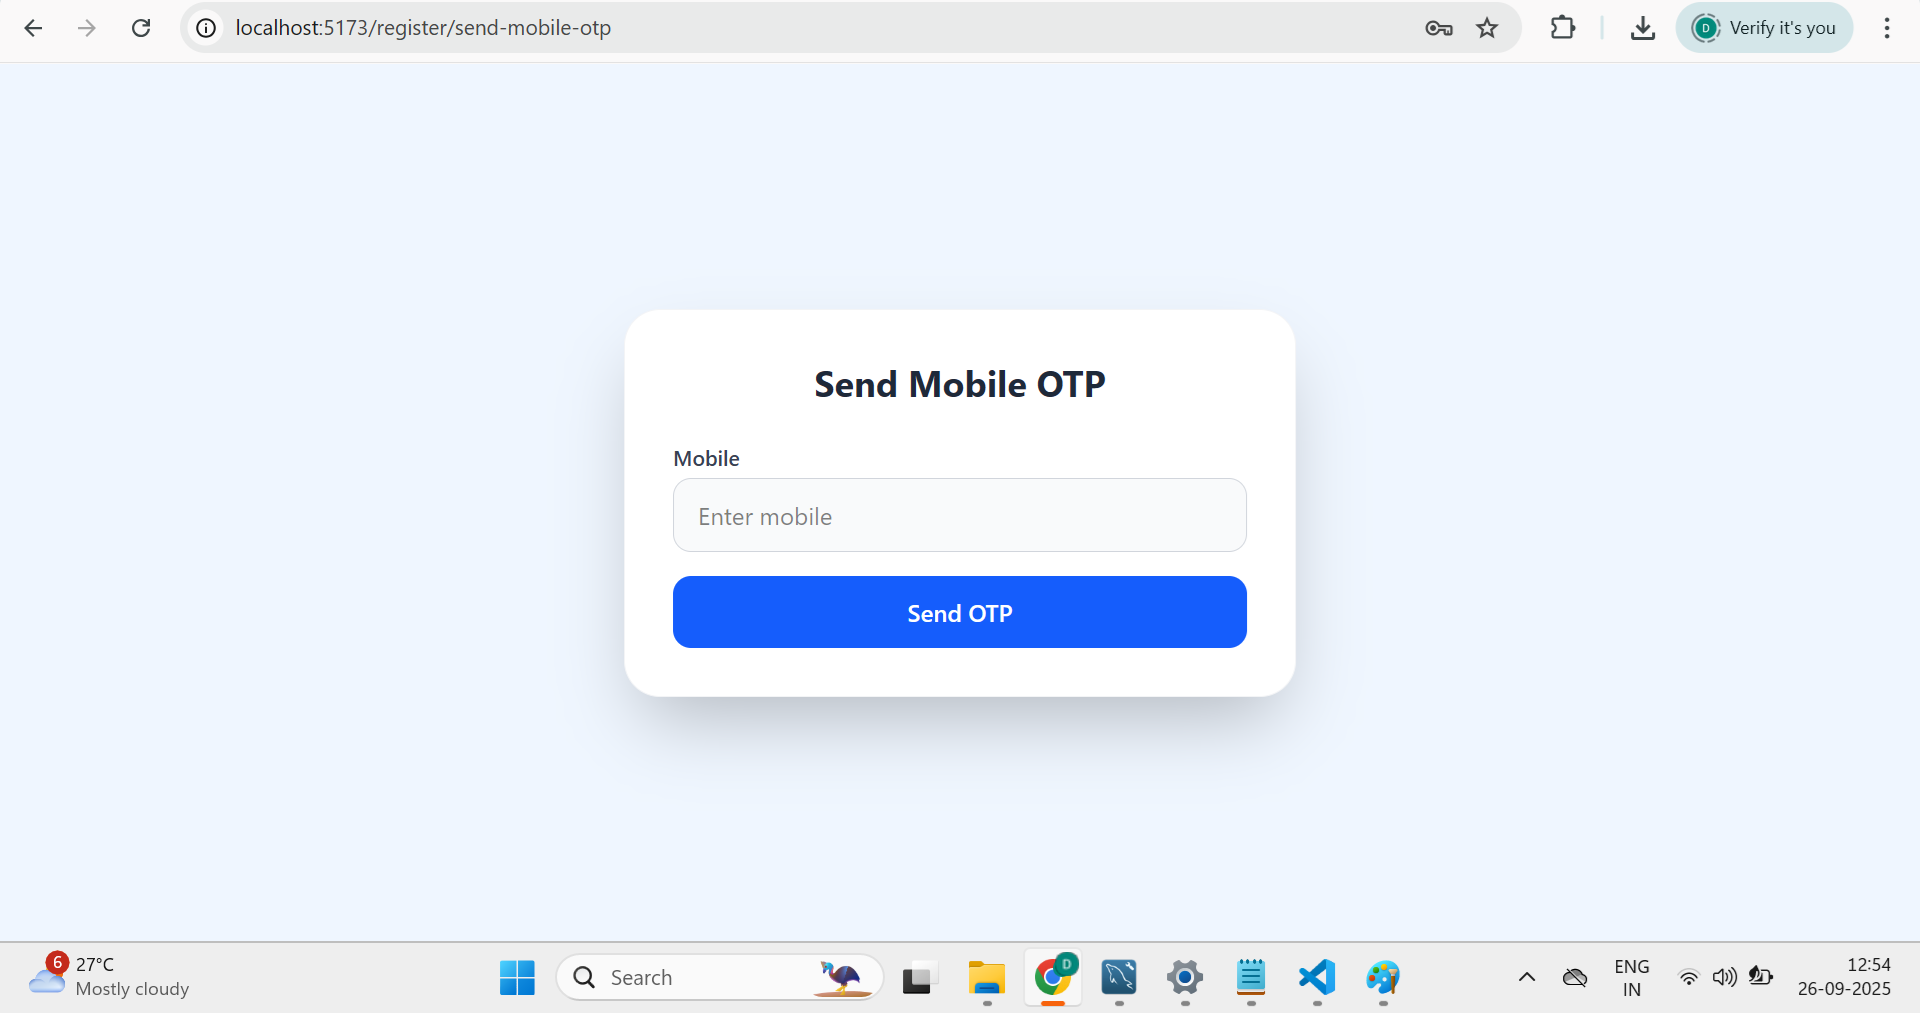 localhost:5173/register/send-mobile-otp
D
Verify it's you
Send Mobile OTP
Mobile
Enter mobile
Send OTP
6
27°C
Mostly cloudy
Search
D
ENG
IN
12:54
26-09-2025